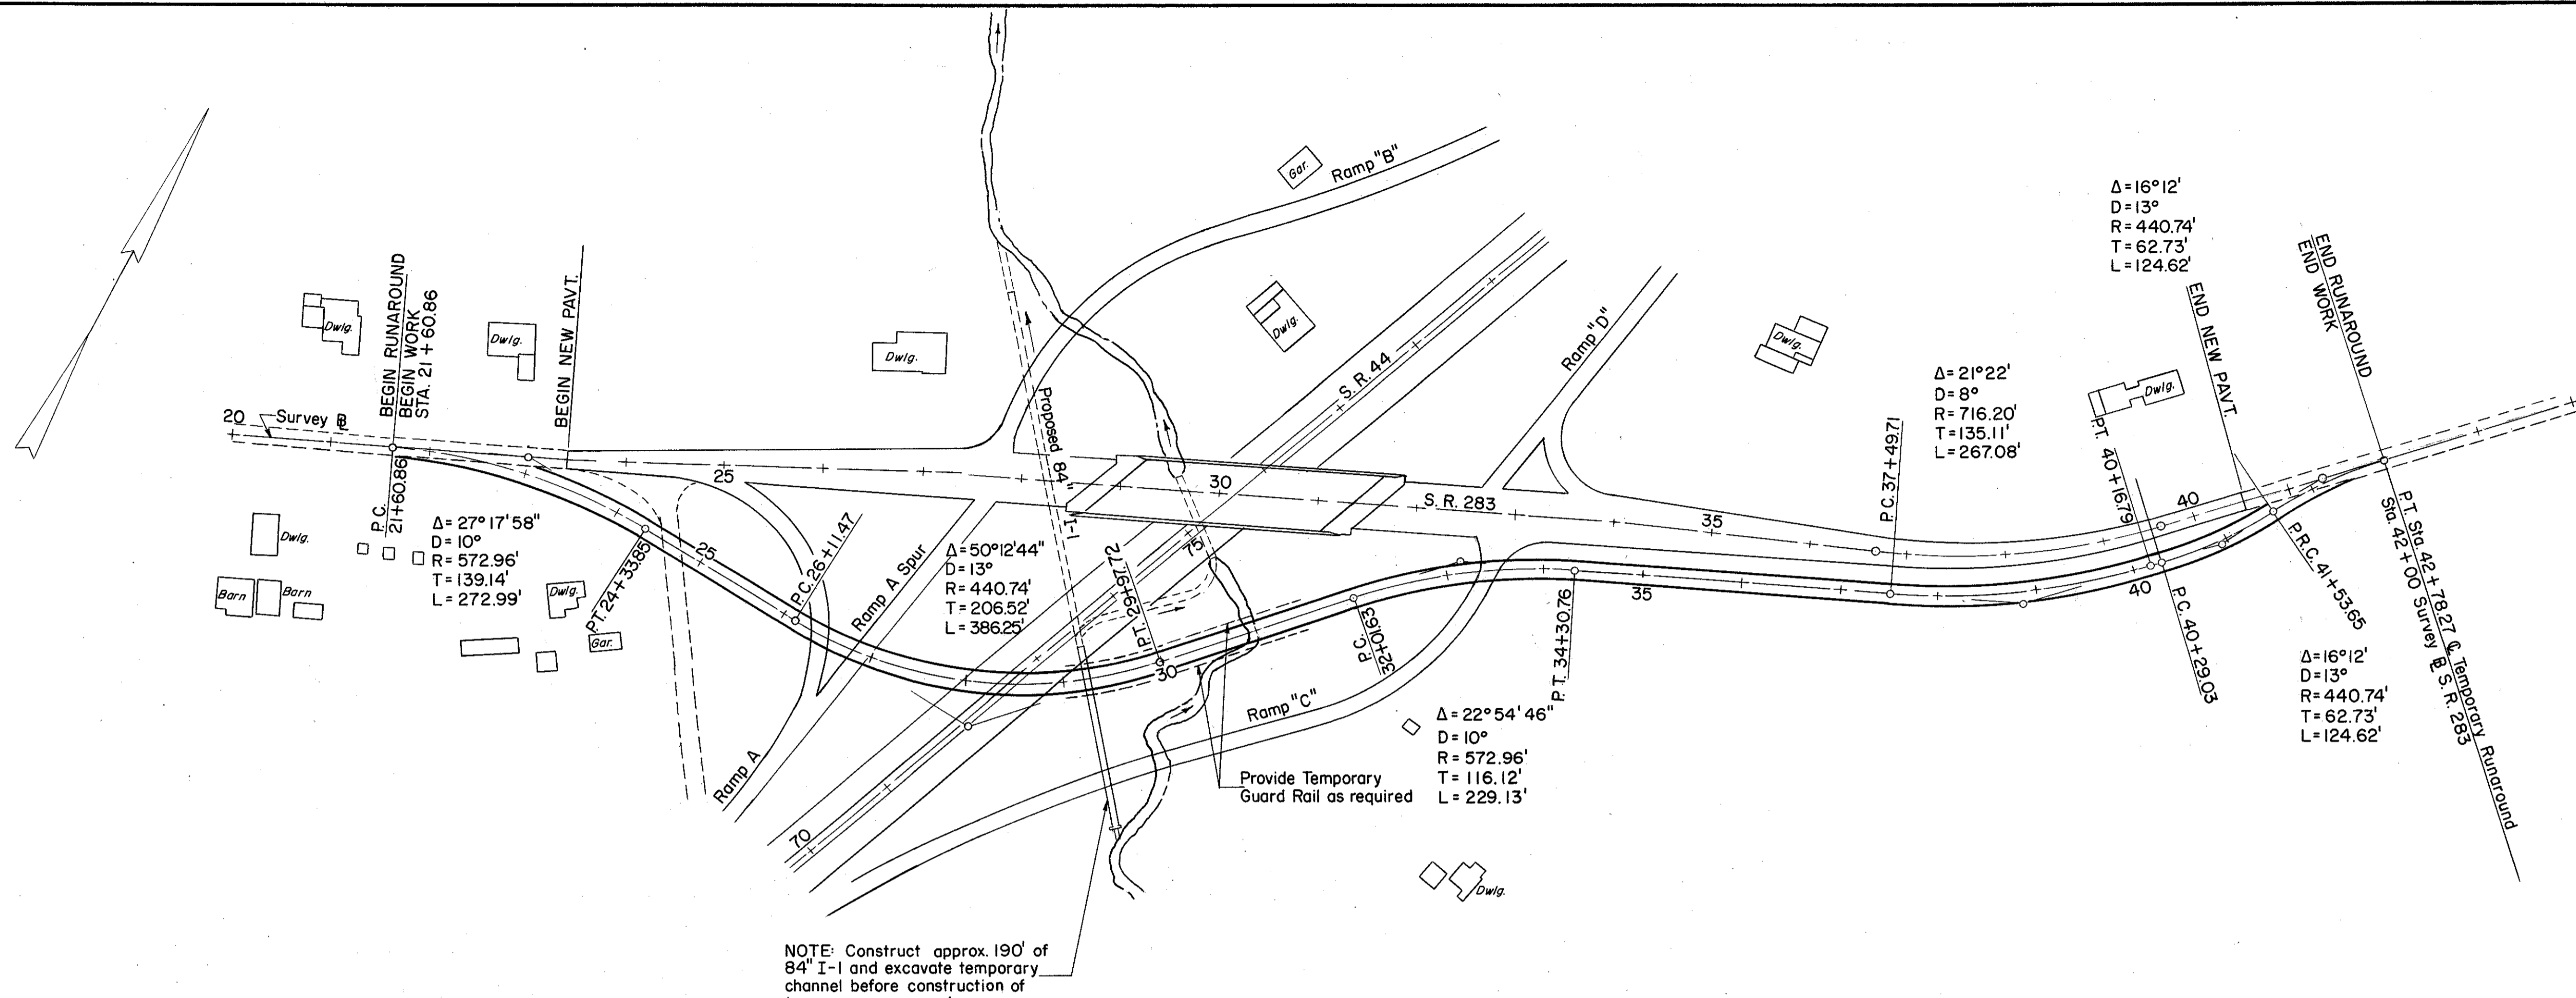 BEGIN RUNAROUND
BEGIN WORK
STA. 21 + 60.86
20
Survey B̲L̲
P.C.
21+60.86
Dwlg.
Dwlg.
BEGIN NEW PAVT.
Dwlg.
Barn
Barn
Δ = 27° 17' 58"
D = 10°
R = 572.96'
T = 139.14'
L = 272.99'
Dwlg.
Gar.
P.T. 24+33.85
25
25
P.C. 26+11.47
Ramp A Spur
Ramp A
Dwlg.
Δ = 50° 12' 44"
D = 13°
R = 440.74'
T = 206.52'
L = 386.25'
Proposed 84" I-1
Gar.
Ramp "B"
Dwlg.
S. R. 44
30
75
70
P.T. 29+97.72
30
P.C. 32+01.63
Ramp "C"
Provide Temporary
Guard Rail as required
NOTE: Construct approx. 190' of
84" I-1 and excavate temporary
channel before construction of
Ramp "D"
S.R. 283
Dwlg.
35
35
P.T. 34+30.76
Δ = 22° 54' 46"
D = 10°
R = 572.96'
T = 116.12'
L = 229.13'
Dwlg.
P.C. 37+49.71
Δ = 21° 22'
D = 8°
R = 716.20'
T = 135.11'
L = 267.08'
Δ = 16° 12'
D = 13°
R = 440.74'
T = 62.73'
L = 124.62'
Dwlg.
P.T. 40+16.79
END NEW PAVT.
END RUNAROUND
END WORK
40
40
P.C. 40+29.03
P.R.C. 41+53.65
Δ = 16° 12'
D = 13°
R = 440.74'
T = 62.73'
L = 124.62'
P.T. Sta. 42+78.27 ℄ Temporary Runaround
Sta. 42+00 Survey B̲L̲ S.R. 283